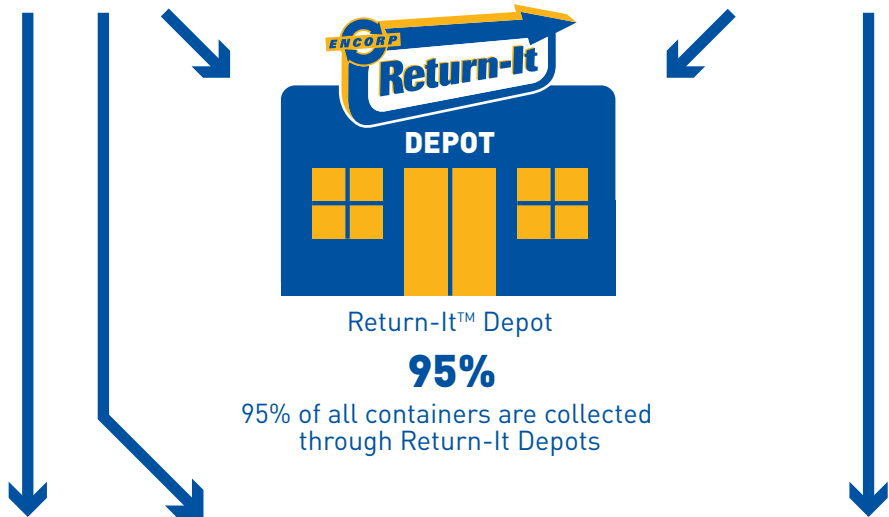 ENCORP
Return-It
DEPOT
Return-It™ Depot
95%
95% of all containers are collected
through Return-It Depots